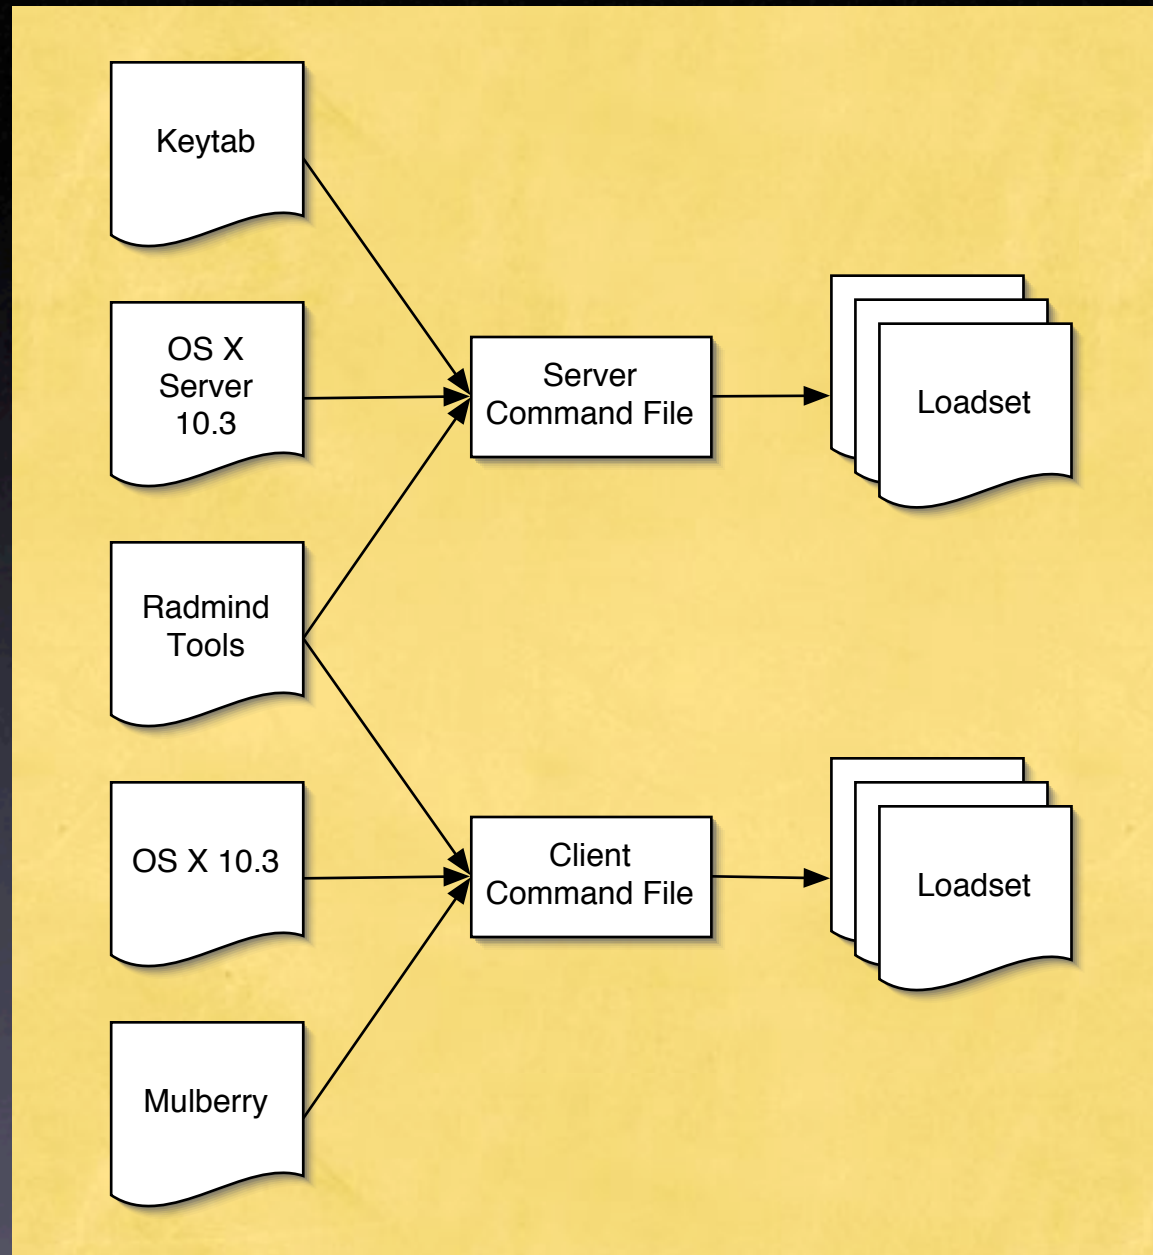 Keytab
OS X
Server
10.3
Radmind
Tools
OS X 10.3
Mulberry
Server
Command File
Client
Command File
Loadset
Loadset